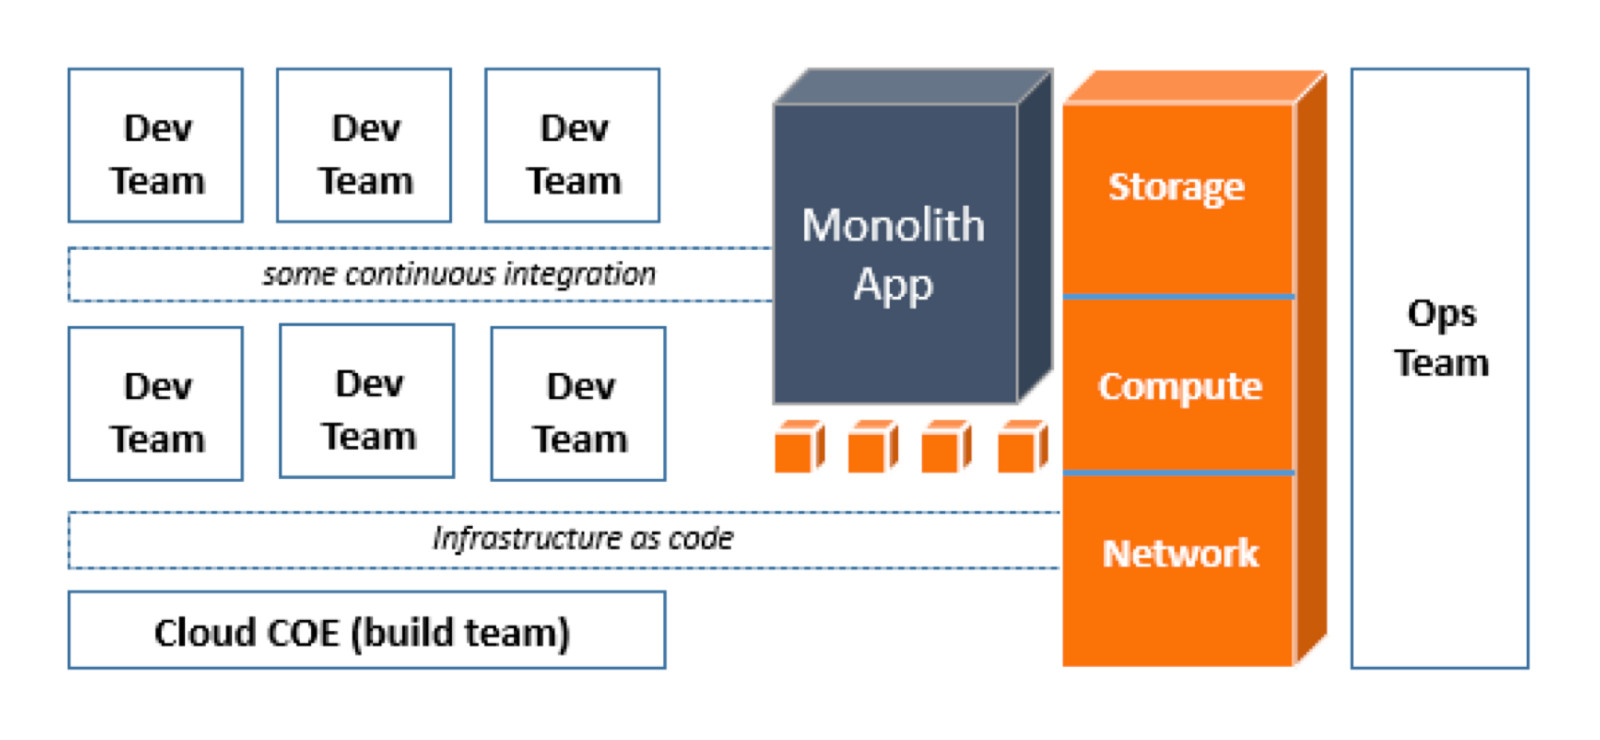 Dev
Team
Dev
Team
Dev
Team
some continuous integration
Dev
Team
Dev
Team
Dev
Team
Infrastructure as code
Cloud COE (build team)
Monolith
App
Storage
Compute
Network
Ops
Team